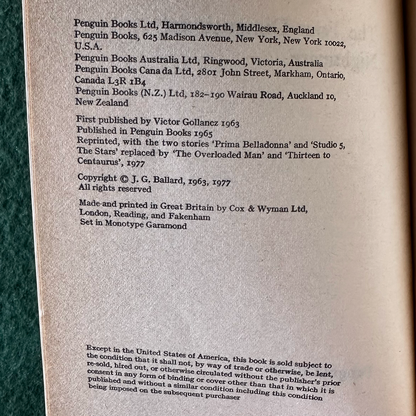 Penguin Books Ltd, Harmondsworth, Middlesex, England
Penguin Books, 625 Madison Avenue, New York, New York 10022,
U.S.A.
Penguin Books Australia Ltd, Ringwood, Victoria, Australia
Penguin Books Canada Ltd, 2801 John Street, Markham, Ontario,
Canada L3R 1B4
Penguin Books (N.Z.) Ltd, 182–190 Wairau Road, Auckland 10,
New Zealand
First published by Victor Gollancz 1963
Published in Penguin Books 1965
Reprinted, with the two stories 'Prima Belladonna' and 'Studio 5,
The Stars' replaced by 'The Overloaded Man' and 'Thirteen to
Centaurus', 1977
Copyright © J. G. Ballard, 1963, 1977
All rights reserved
Made and printed in Great Britain by Cox & Wyman Ltd,
London, Reading, and Fakenham
Set in Monotype Garamond
Except in the United States of America, this book is sold subject to
the condition that it shall not, by way of trade or otherwise, be lent,
re-sold, hired out, or otherwise circulated without the publisher's prior
consent in any form of binding or cover other than that in which it is
published and without a similar condition including this condition
being imposed on the subsequent purchaser